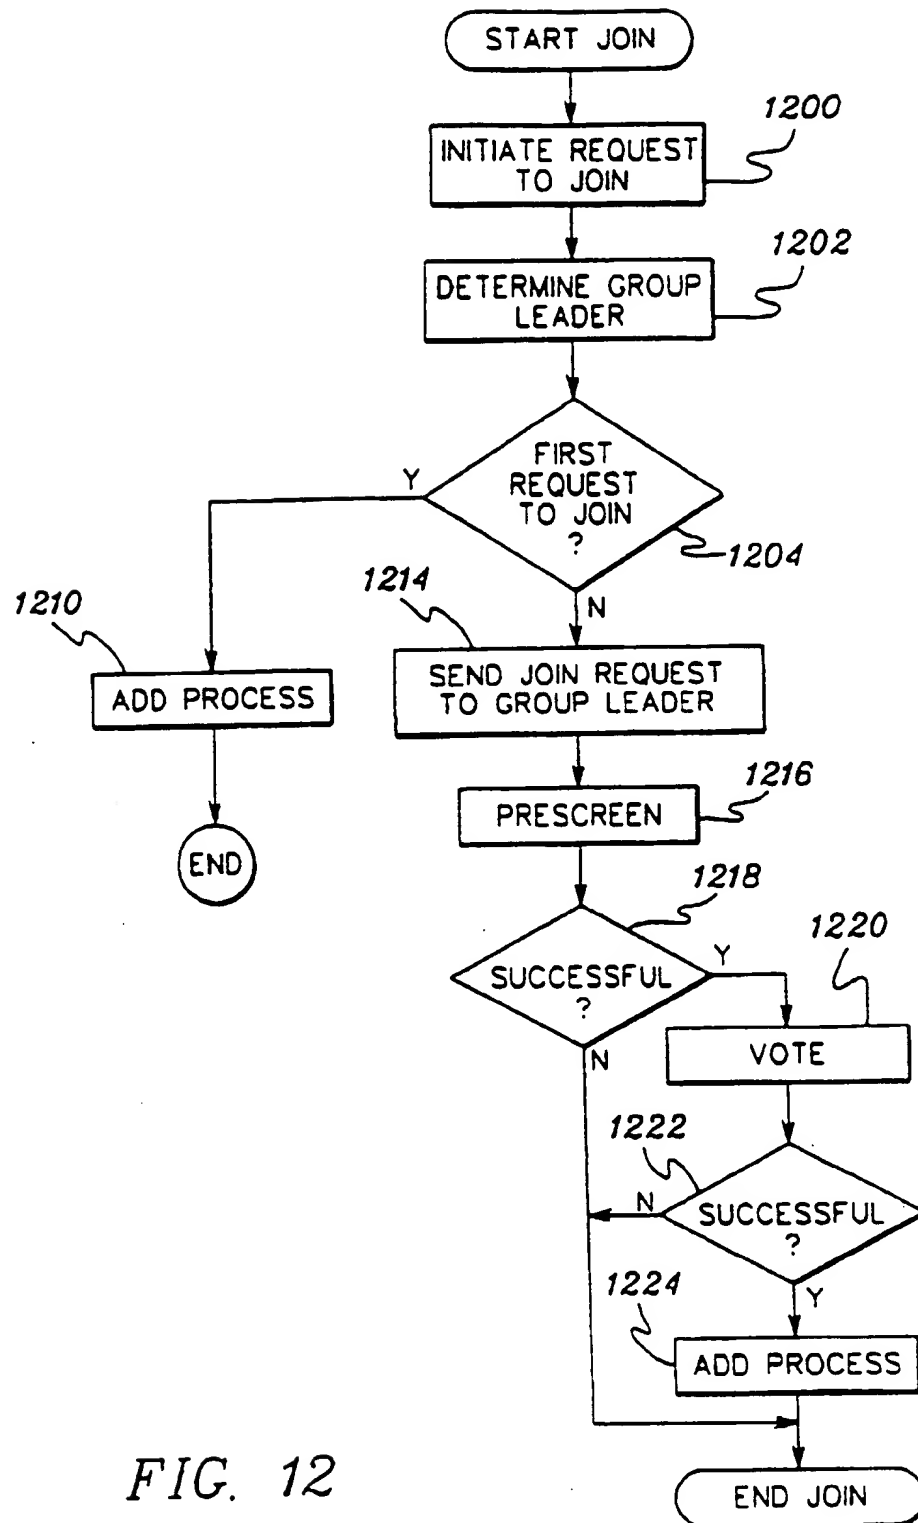 START JOIN
1200
INITIATE REQUEST
TO JOIN
1202
DETERMINE GROUP
LEADER
FIRST
REQUEST
TO JOIN
?
Y
1204
N
1214
1210
SEND JOIN REQUEST
TO GROUP LEADER
ADD PROCESS
1216
PRESCREEN
END
1218
SUCCESSFUL
?
Y
N
1220
VOTE
1222
N
SUCCESSFUL
?
Y
1224
ADD PROCESS
END JOIN
FIG. 12